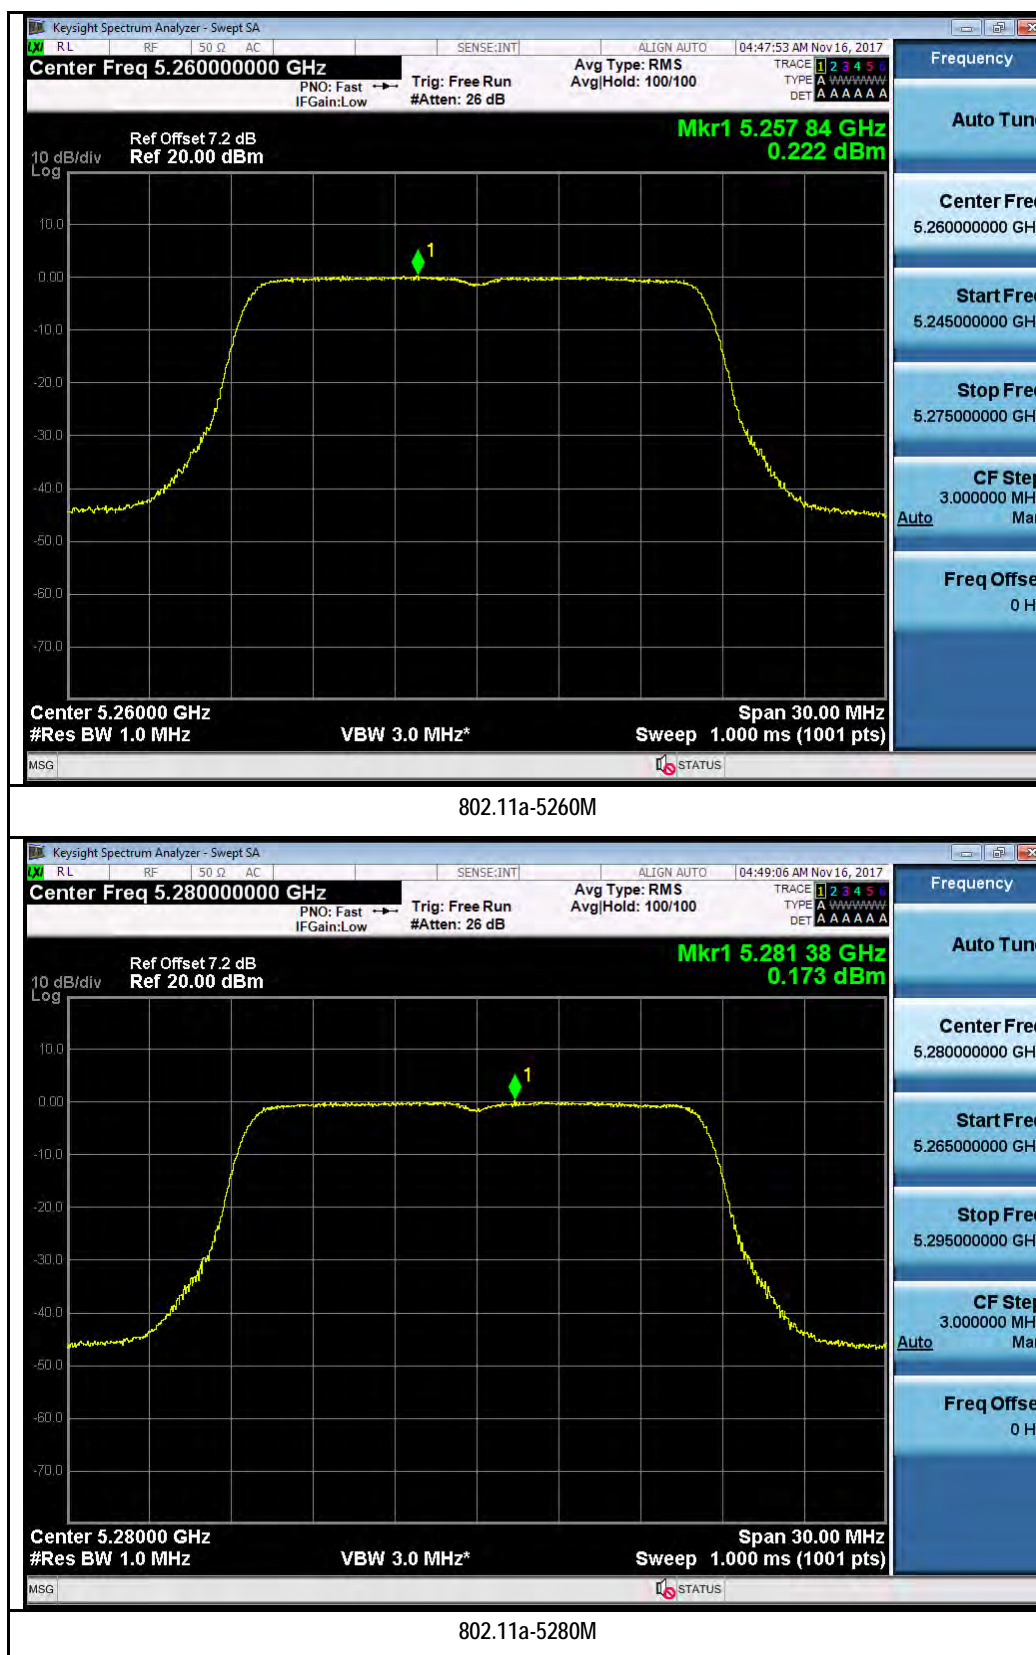 Keysight Spectrum Analyzer - Swept SA
LXI RL RF 50 Ω AC SENSE:INT ALIGN AUTO 04:47:53 AM Nov 16, 2017
Center Freq 5.260000000 GHz
PNO: Fast
IFGain:Low
Trig: Free Run
#Atten: 26 dB
Avg Type: RMS
Avg|Hold: 100/100
TRACE 1 2 3 4 5 6
TYPE A WWWWW
DET A A A A A A
Mkr1 5.257 84 GHz
0.222 dBm
Ref Offset 7.2 dB
10 dB/div Ref 20.00 dBm
Log
10.0
0.00
-10.0
-20.0
-30.0
-40.0
-50.0
-60.0
-70.0
1
Center 5.26000 GHz Span 30.00 MHz
#Res BW 1.0 MHz VBW 3.0 MHz* Sweep 1.000 ms (1001 pts)
MSG STATUS
Frequency
Auto Tun
Center Fre
5.260000000 GH
Start Fre
5.245000000 GH
Stop Fre
5.275000000 GH
CF Ste
3.000000 MH
Auto Ma
Freq Offse
0 H
802.11a-5260M
Keysight Spectrum Analyzer - Swept SA
LXI RL RF 50 Ω AC SENSE:INT ALIGN AUTO 04:49:06 AM Nov 16, 2017
Center Freq 5.280000000 GHz
PNO: Fast
IFGain:Low
Trig: Free Run
#Atten: 26 dB
Avg Type: RMS
Avg|Hold: 100/100
TRACE 1 2 3 4 5 6
TYPE A WWWWW
DET A A A A A A
Mkr1 5.281 38 GHz
0.173 dBm
Ref Offset 7.2 dB
10 dB/div Ref 20.00 dBm
Log
10.0
0.00
-10.0
-20.0
-30.0
-40.0
-50.0
-60.0
-70.0
1
Center 5.28000 GHz Span 30.00 MHz
#Res BW 1.0 MHz VBW 3.0 MHz* Sweep 1.000 ms (1001 pts)
MSG STATUS
Frequency
Auto Tun
Center Fre
5.280000000 GH
Start Fre
5.265000000 GH
Stop Fre
5.295000000 GH
CF Ste
3.000000 MH
Auto Ma
Freq Offse
0 H
802.11a-5280M